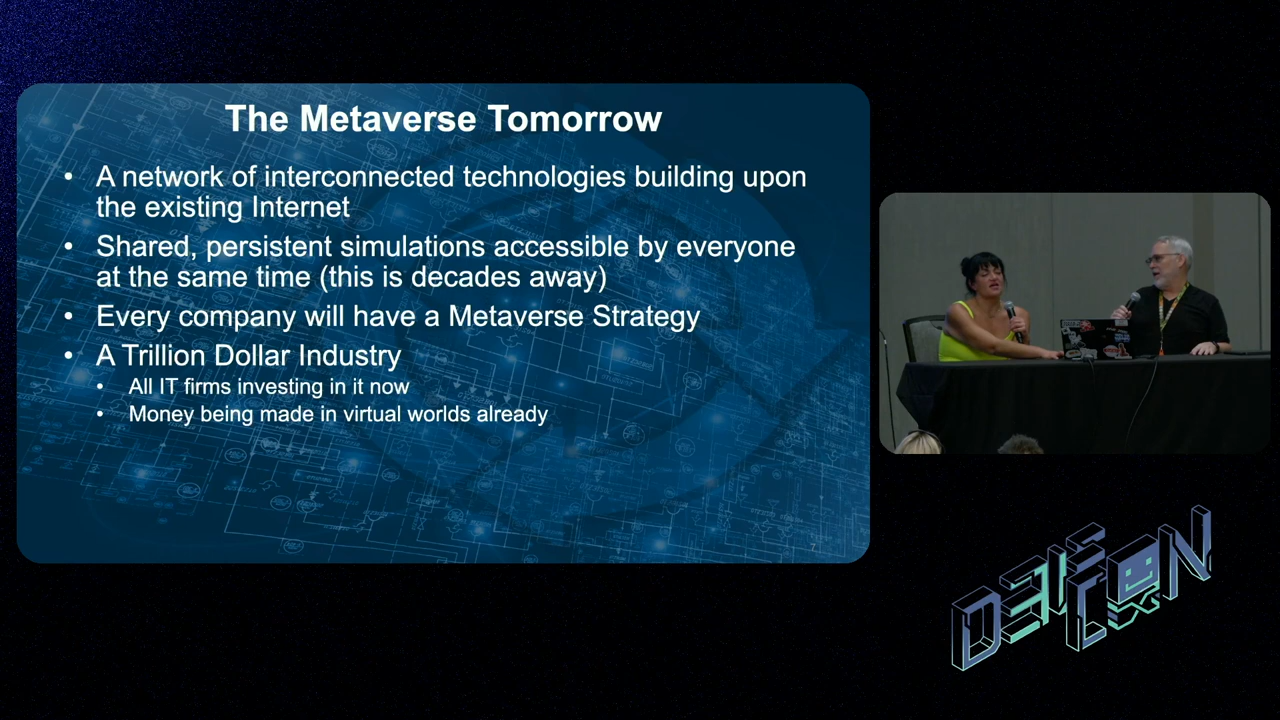 The Metaverse Tomorrow
• A network of interconnected technologies building upon
the existing Internet
• Shared, persistent simulations accessible by everyone
at the same time (this is decades away)
• Every company will have a Metaverse Strategy
• A Trillion Dollar Industry
• All IT firms investing in it now
• Money being made in virtual worlds already
7
DEF CON